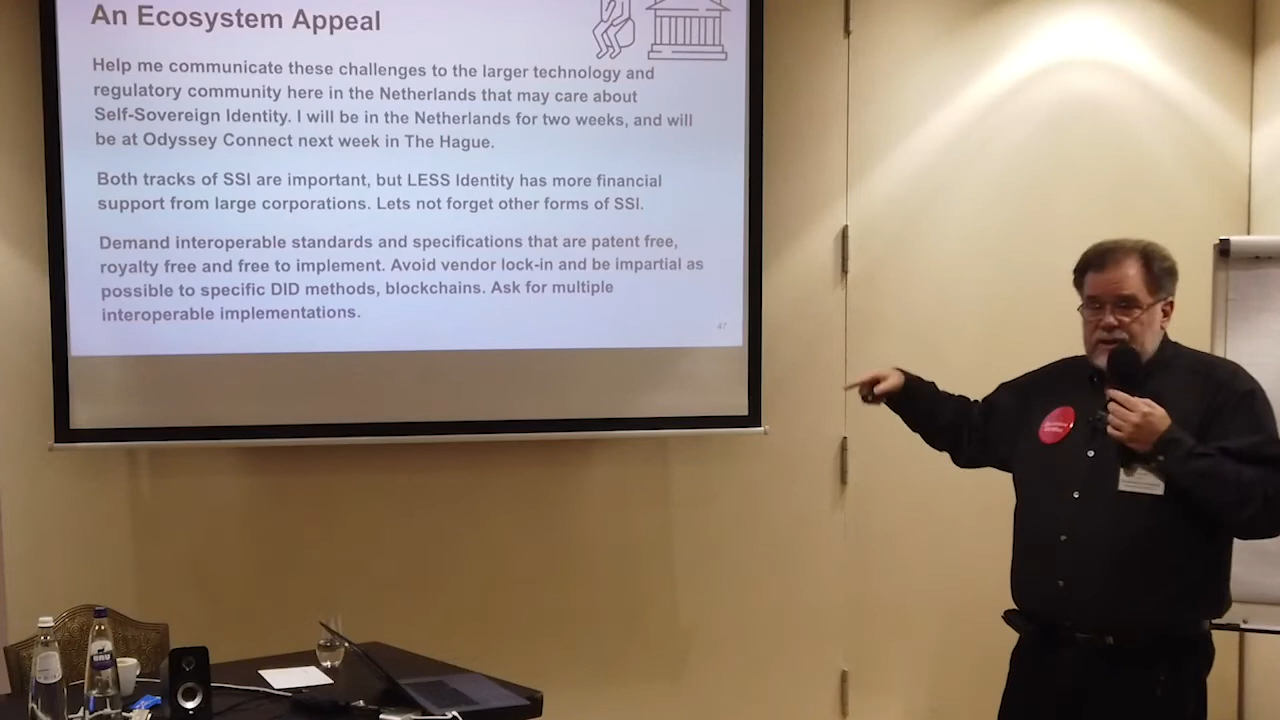 An Ecosystem Appeal
Help me communicate these challenges to the larger technology and
regulatory community here in the Netherlands that may care about
Self-Sovereign Identity. I will be in the Netherlands for two weeks, and will
be at Odyssey Connect next week in The Hague.
Both tracks of SSI are important, but LESS Identity has more financial
support from large corporations. Lets not forget other forms of SSI.
Demand interoperable standards and specifications that are patent free,
royalty free and free to implement. Avoid vendor lock-in and be impartial as
possible to specific DID methods, blockchains. Ask for multiple
interoperable implementations.
47